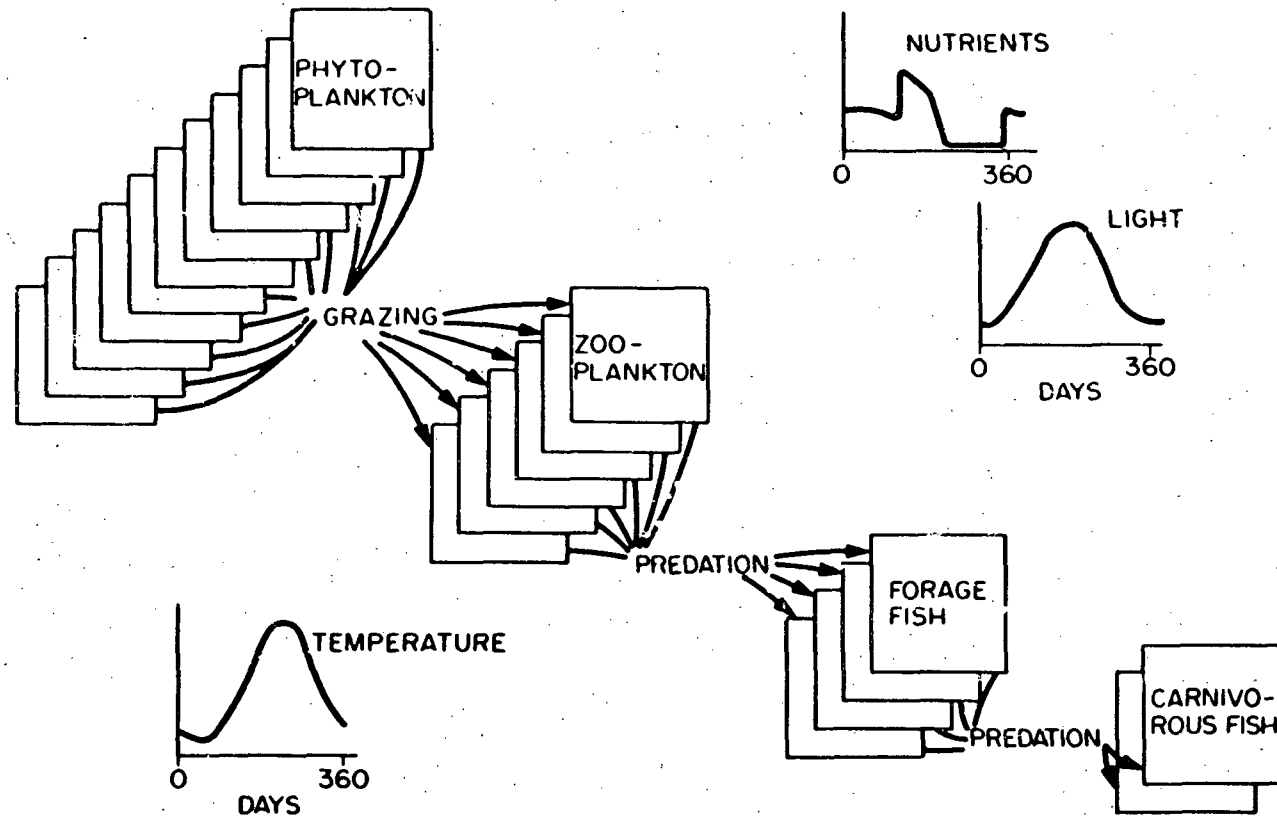 PHYTO-
PLANKTON
NUTRIENTS
0 360
LIGHT
0 360
DAYS
GRAZING
ZOO-
PLANKTON
PREDATION
FORAGE
FISH
TEMPERATURE
0 360
DAYS
PREDATION
CARNIVO-
ROUS FISH